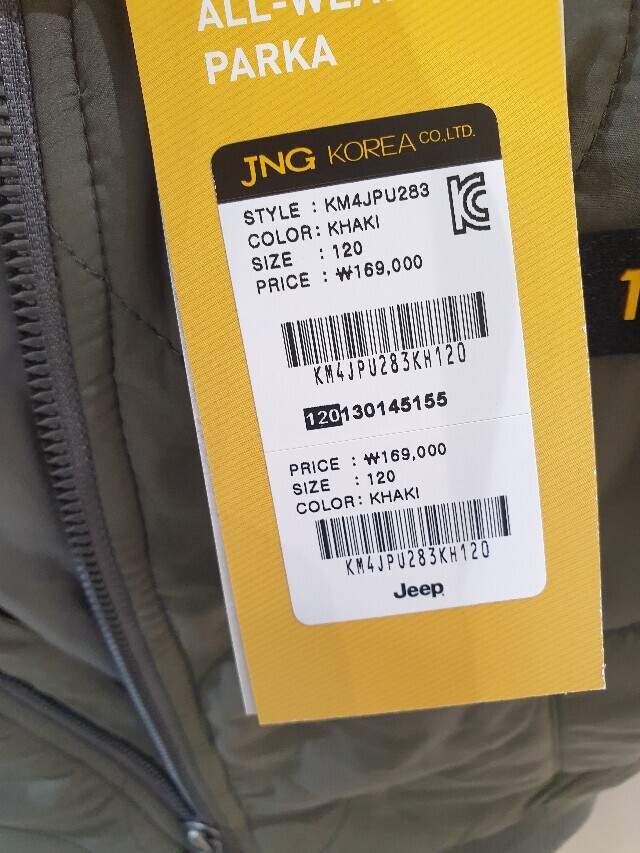 PARKA
JNG KOREA CO.,LTD.
STYLE : KM4JPU283
COLOR : KHAKI
SIZE : 120
PRICE : ₩169,000
KM4JPU283KH120
120130145155
PRICE : ₩169,000
SIZE : 120
COLOR : KHAKI
KM4JPU283KH120
Jeep